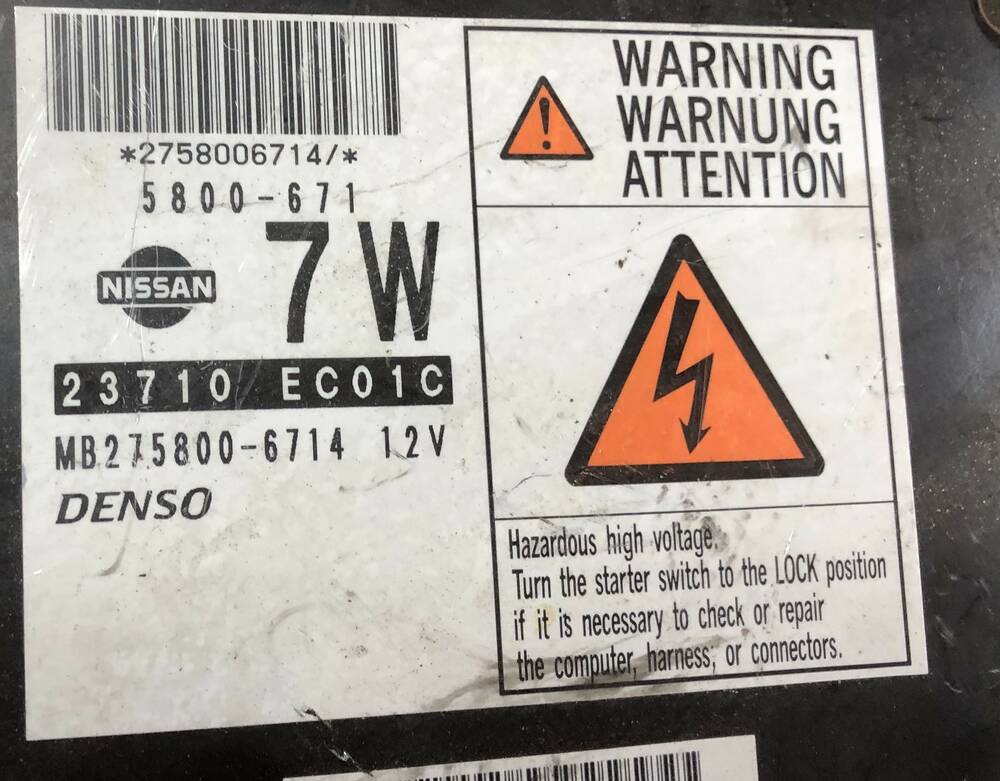 *2758006714/*
5800-671
7W
NISSAN
23710 EC01C
MB275800-6714 12V
DENSO
WARNING
WARNUNG
ATTENTION
Hazardous high voltage.
Turn the starter switch to the LOCK position
if it is necessary to check or repair
the computer, harness, or connectors.